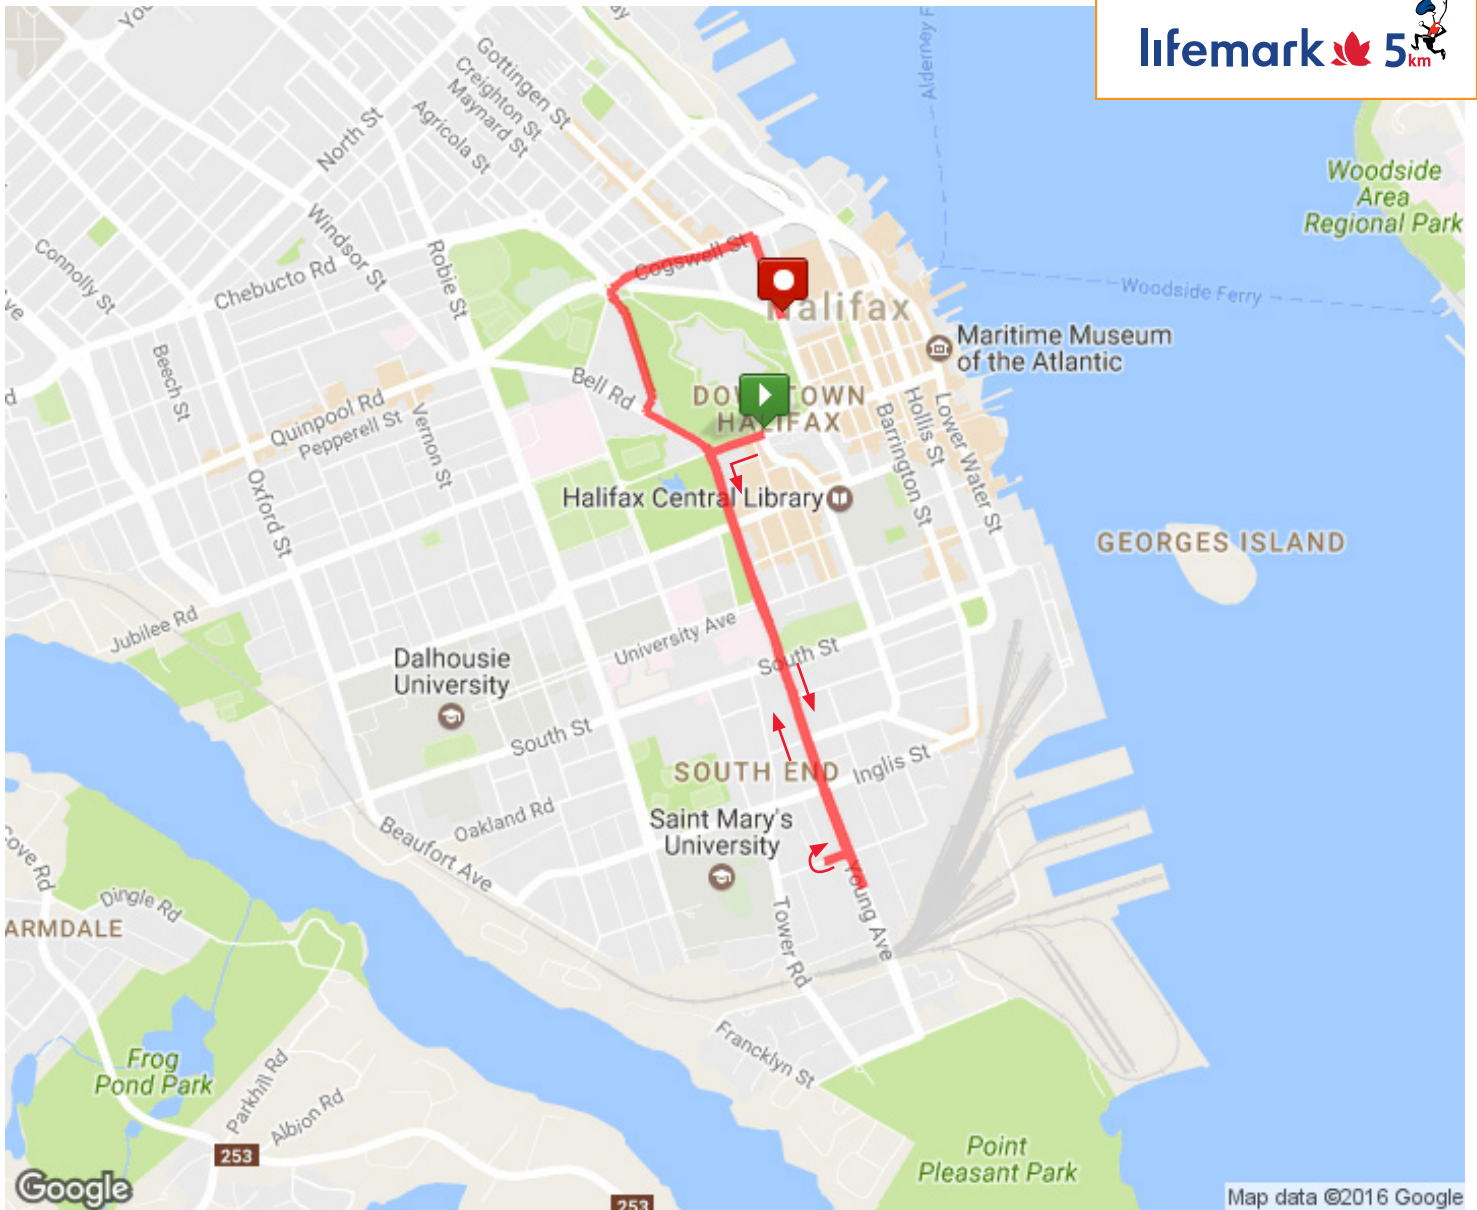 lifemark 5km
Alderney F
Gottingen St
Creighton St
Maynard St
Agricola St
North St
Woodside
Area
Regional Park
Windsor St
Connolly St
Robie St
Chebucto Rd
Cogswell St
Woodside Ferry
Halifax
Maritime Museum
of the Atlantic
Beech St
Bell Rd
DOWNTOWN
HALIFAX
Quinpool Rd
Pepperell St
Vernon St
Barrington St
Hollis St
Lower Water St
Oxford St
Halifax Central Library
GEORGES ISLAND
Jubilee Rd
University Ave
South St
Dalhousie
University
South St
SOUTH END
Inglis St
Oakland Rd
Saint Mary's
University
Beaufort Ave
Cove Rd
Dingle Rd
ARMDALE
Young Ave
Tower Rd
Francklyn St
Frog
Pond Park
Parkhill Rd
Albion Rd
253
Point
Pleasant Park
253
Google
Map data ©2016 Google